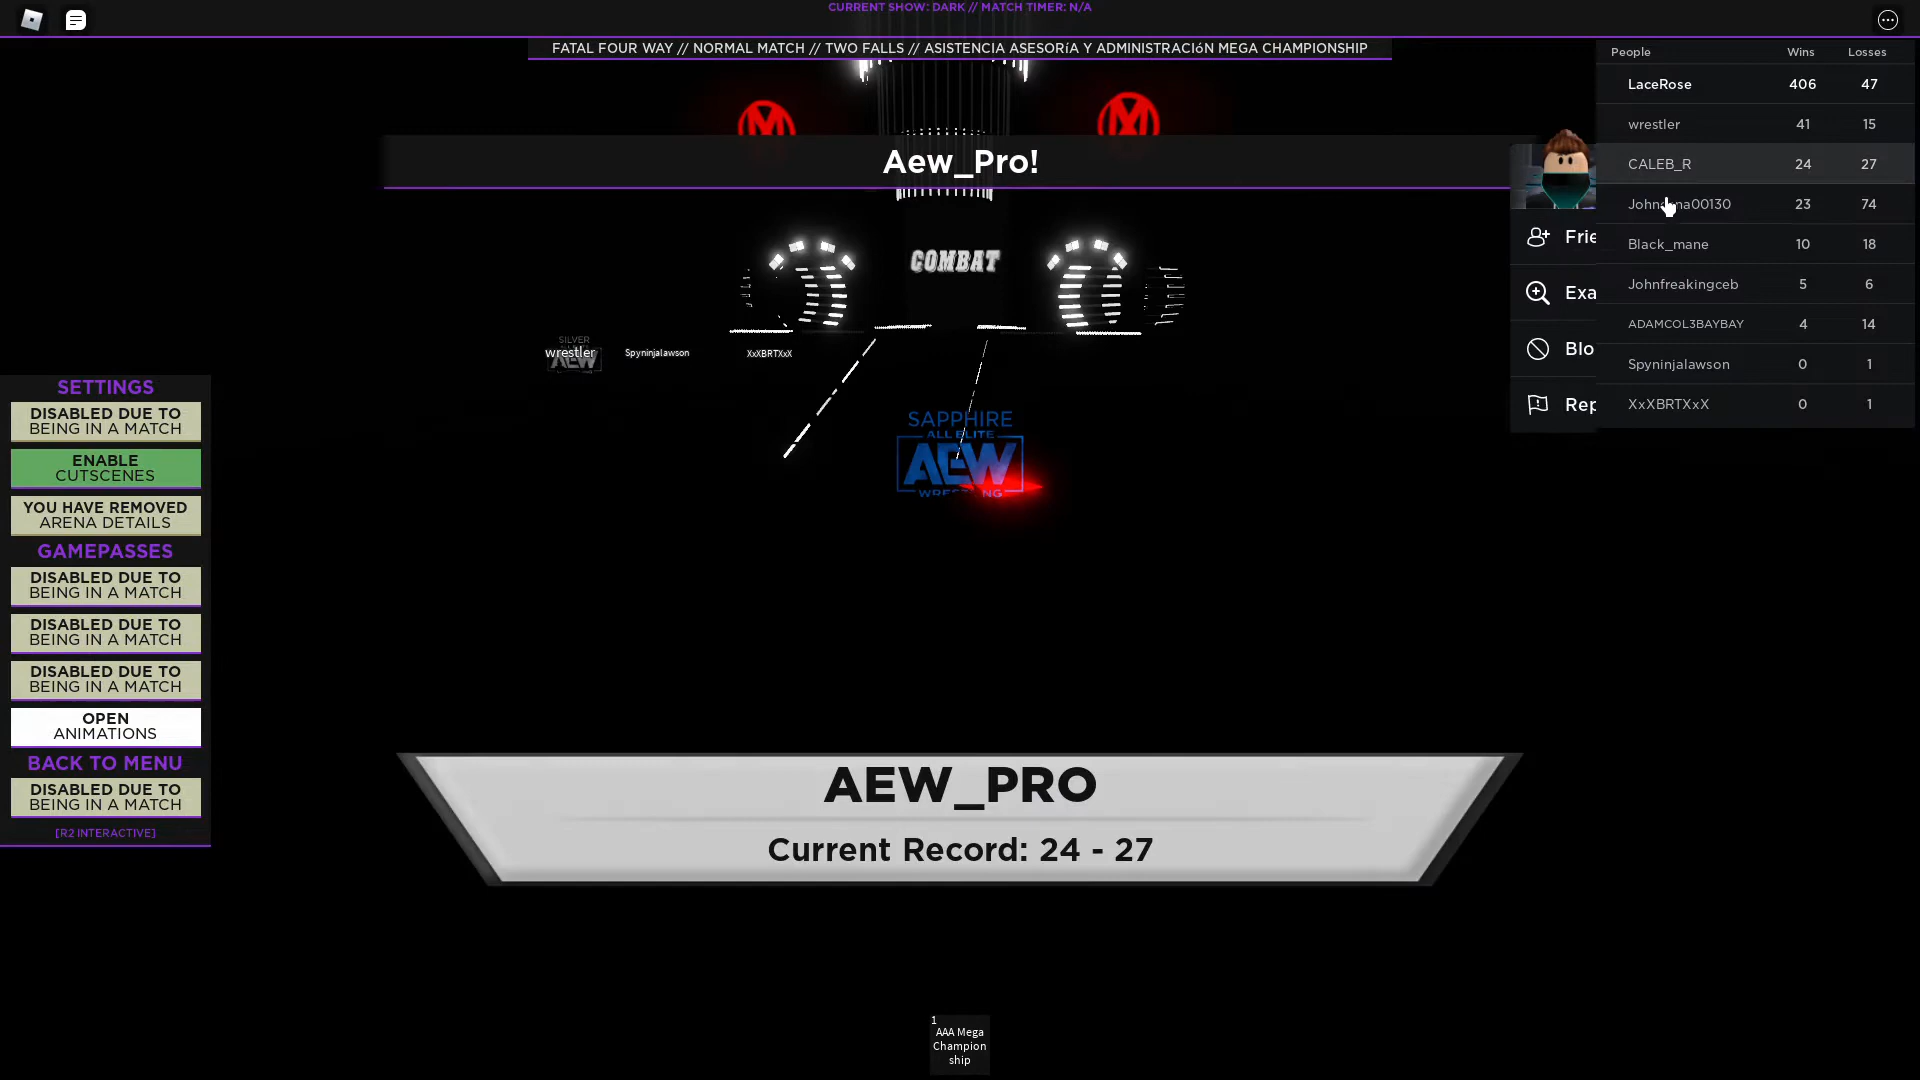 CURRENT SHOW: DARK // MATCH TIMER: N/A
FATAL FOUR WAY // NORMAL MATCH // TWO FALLS // ASISTENCIA ASESORíA Y ADMINISTRACIóN MEGA CHAMPIONSHIP
Aew_Pro!
People Wins Losses
LaceRose 406 47
wrestler 41 15
CALEB_R 24 27
23 74
Black_mane 10 18
Johnfreakingceb 5 6
ADAMCOL3BAYBAY 4 14
Spyninjalawson 0 1
XxXBRTXxX 0 1
Frie
Exa
Blo
Rep
COMBAT
SILVER
AEW
wrestler
Spyninjalawson
XxXBRTXxX
SAPPHIRE
ALL ELITE
AEW
SETTINGS
DISABLED DUE TO
BEING IN A MATCH
ENABLE
CUTSCENES
YOU HAVE REMOVED
ARENA DETAILS
GAMEPASSES
DISABLED DUE TO
BEING IN A MATCH
DISABLED DUE TO
BEING IN A MATCH
DISABLED DUE TO
BEING IN A MATCH
OPEN
ANIMATIONS
BACK TO MENU
DISABLED DUE TO
BEING IN A MATCH
[R2 INTERACTIVE]
AEW_PRO
Current Record: 24 - 27
1
AAA Mega
Champion
ship